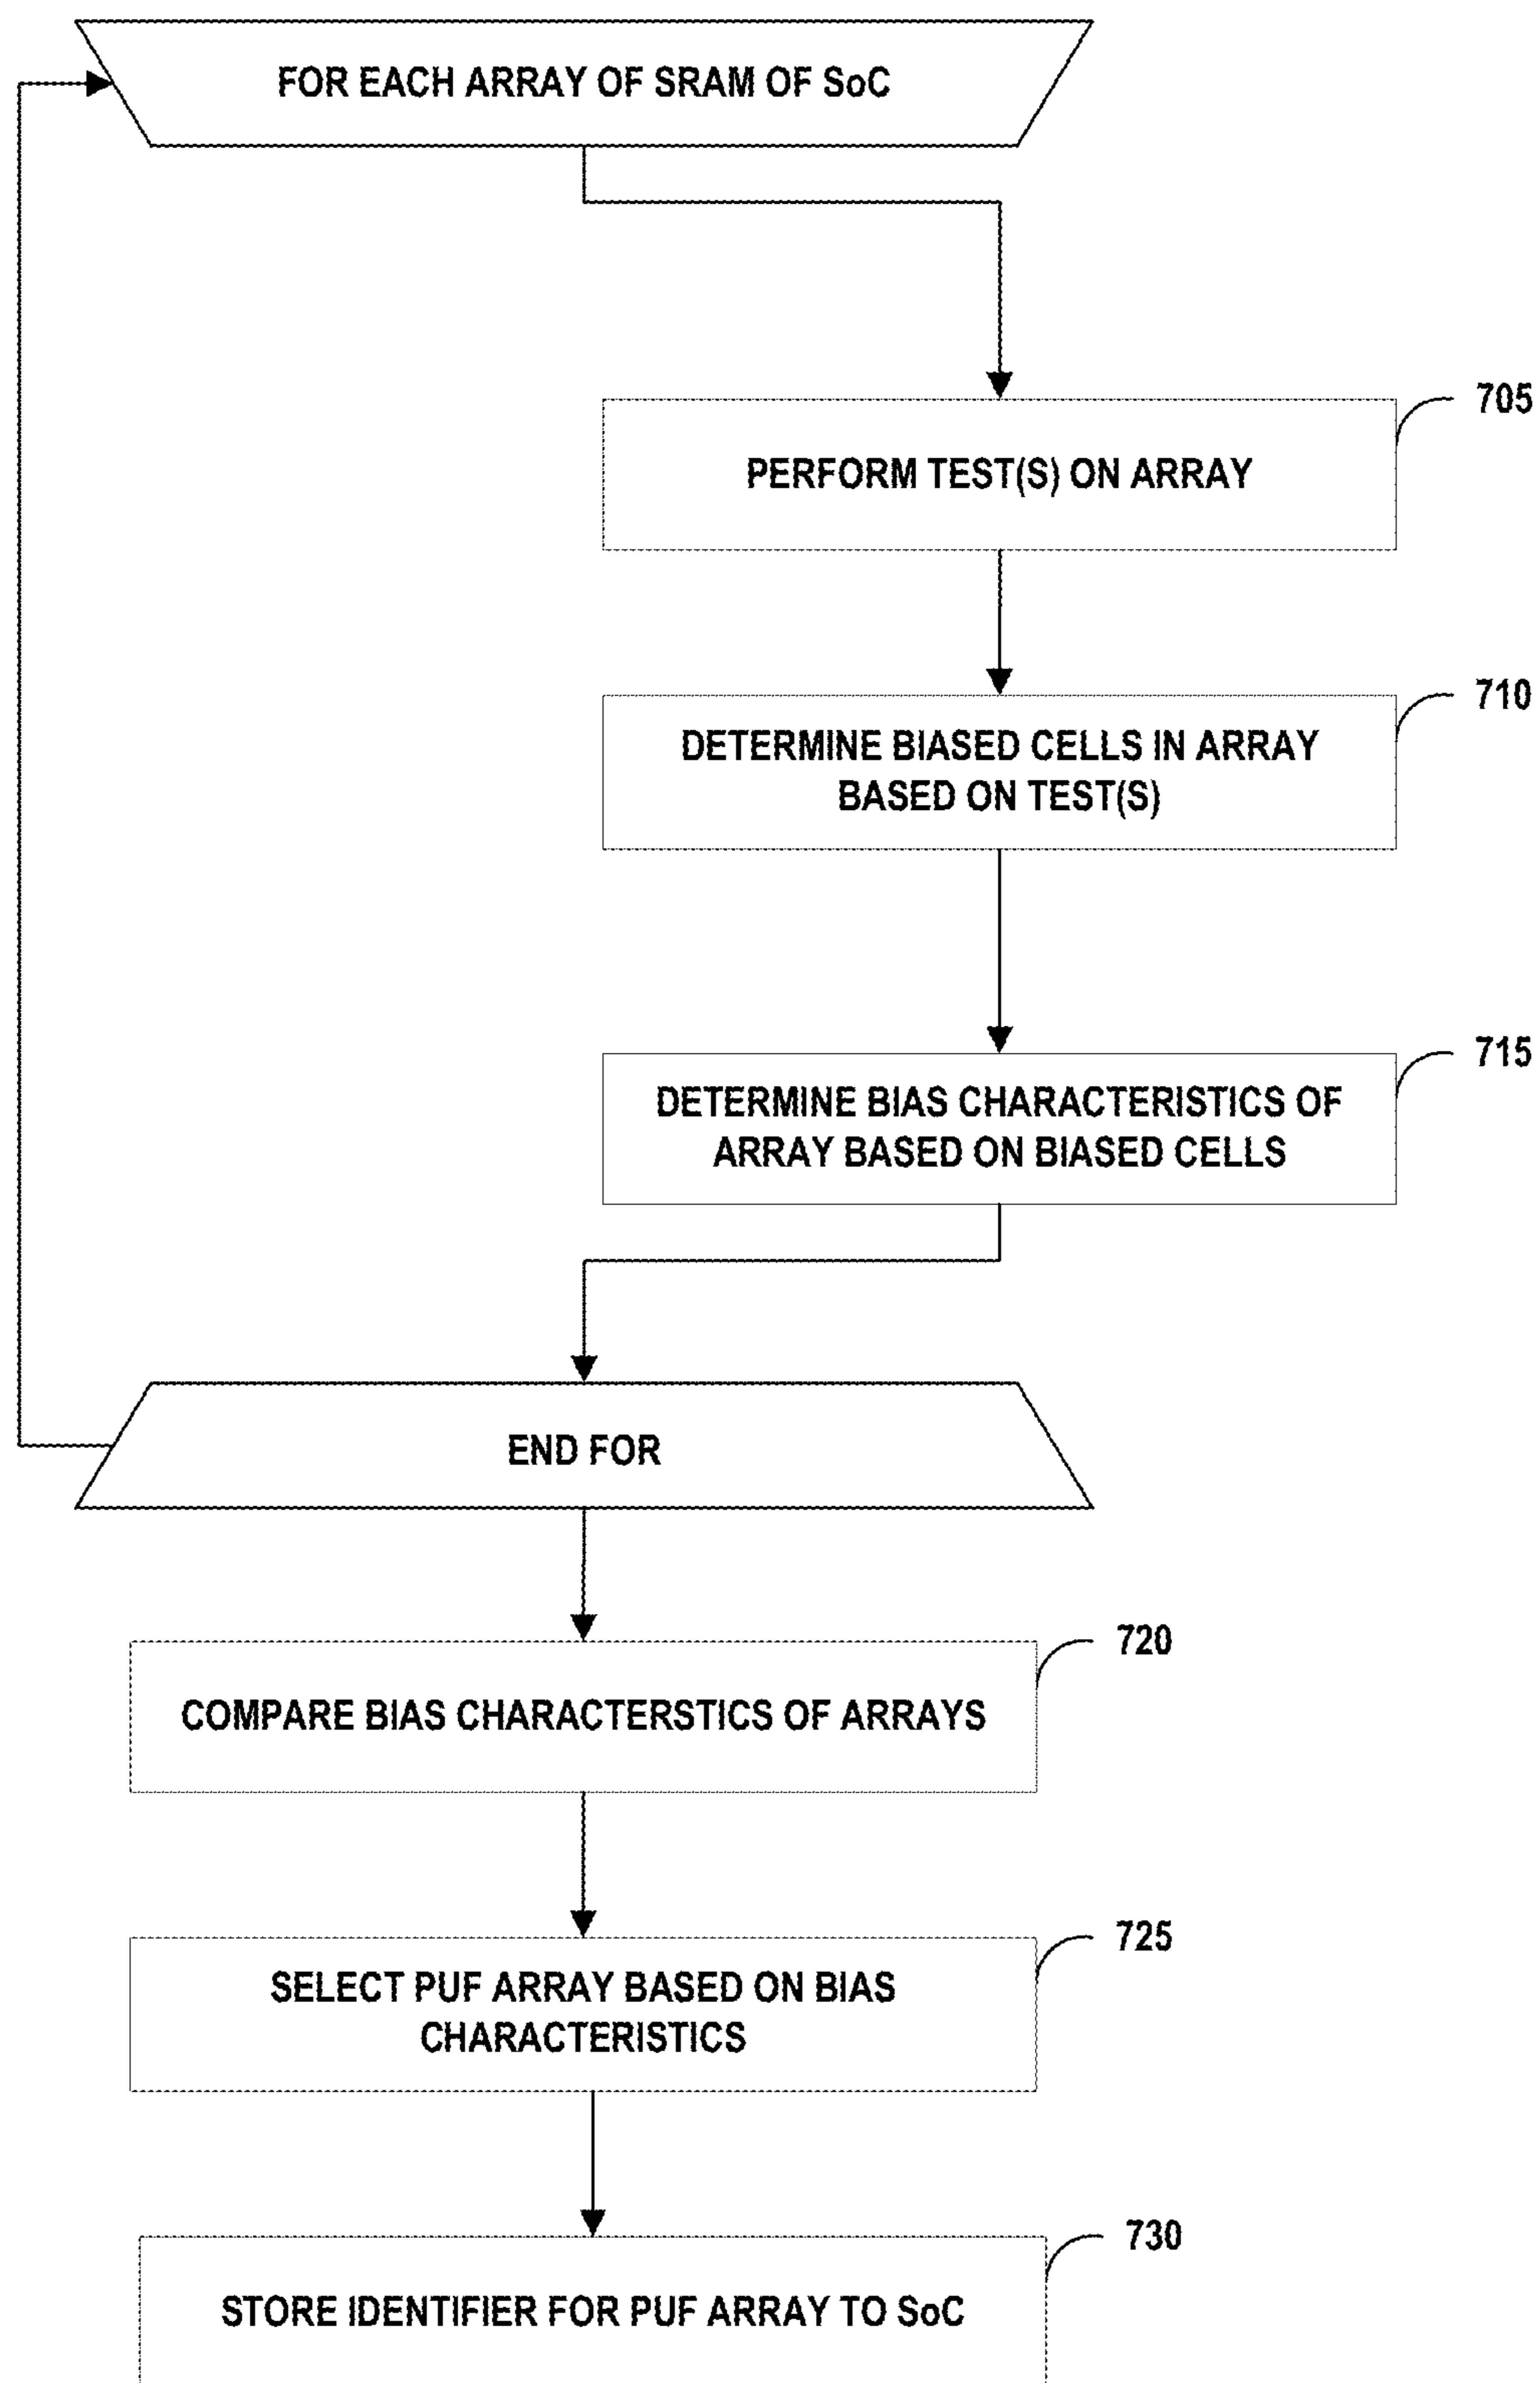 FOR EACH ARRAY OF SRAM OF SoC
705
PERFORM TEST(S) ON ARRAY
710
DETERMINE BIASED CELLS IN ARRAY
BASED ON TEST(S)
715
DETERMINE BIAS CHARACTERISTICS OF
ARRAY BASED ON BIASED CELLS
END FOR
720
COMPARE BIAS CHARACTERSTICS OF ARRAYS
725
SELECT PUF ARRAY BASED ON BIAS
CHARACTERISTICS
730
STORE IDENTIFIER FOR PUF ARRAY TO SoC